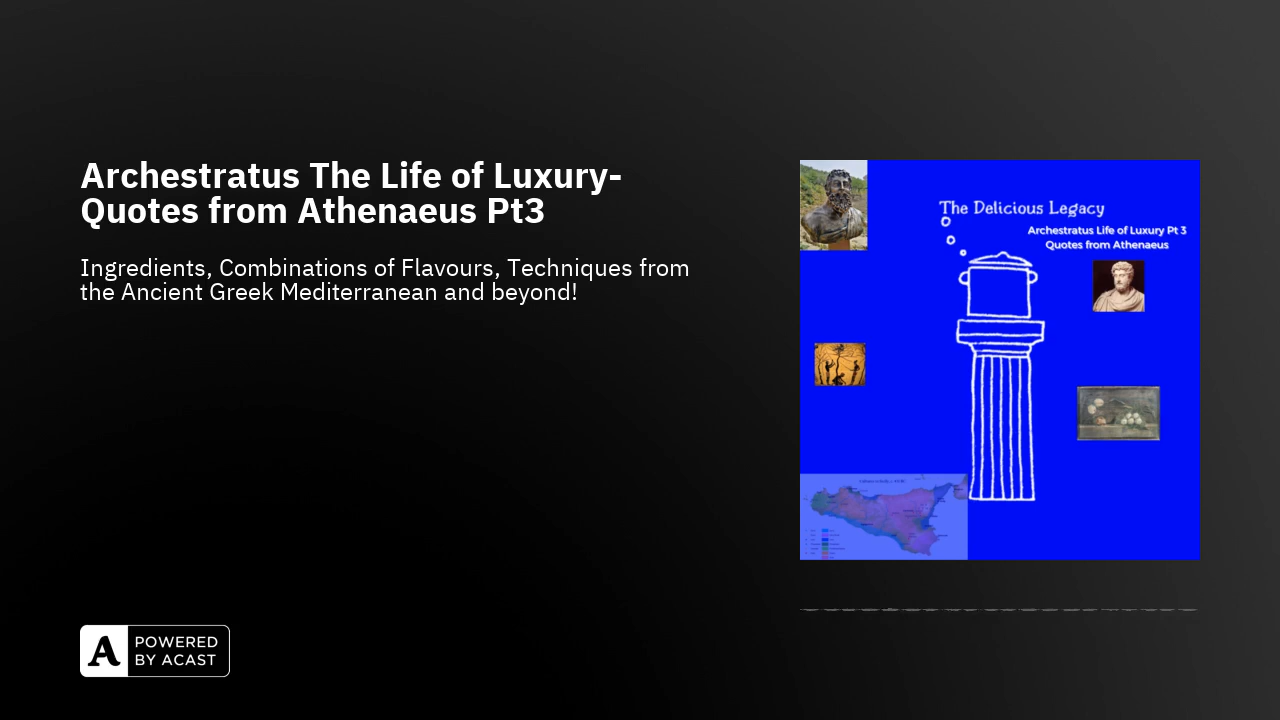 Archestratus The Life of Luxury-
Quotes from Athenaeus Pt3
Ingredients, Combinations of Flavours, Techniques from
the Ancient Greek Mediterranean and beyond!
The Delicious Legacy
Archestratus Life of Luxury Pt 3
Quotes from Athenaeus
A POWERED
BY ACAST